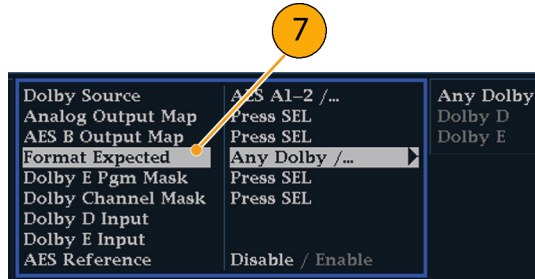 7
Dolby Source AES A1-2 /... Any Dolby
Analog Output Map Press SEL Dolby D
AES B Output Map Press SEL Dolby E
Format Expected Any Dolby /...
Dolby E Pgm Mask Press SEL
Dolby Channel Mask Press SEL
Dolby D Input
Dolby E Input
AES Reference Disable / Enable